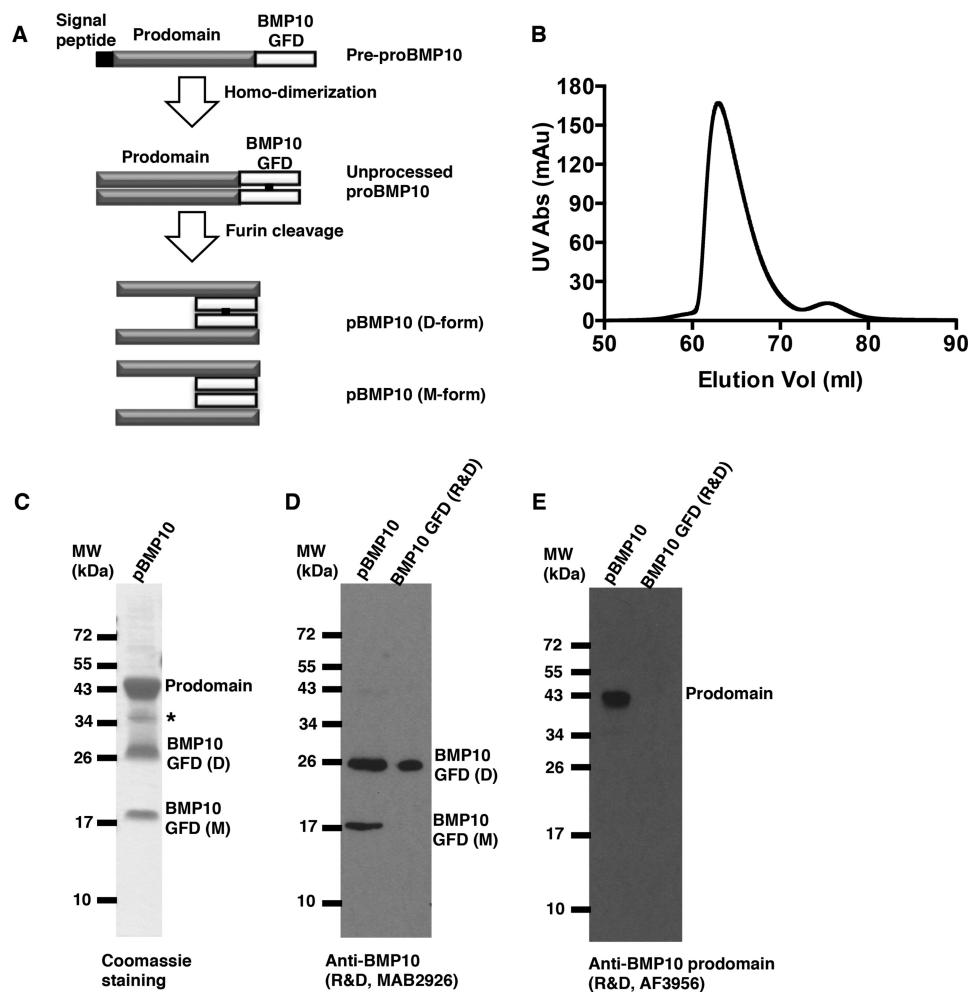 A
Signal
peptide
Prodomain
BMP10
GFD
Pre-proBMP10
Homo-dimerization
Prodomain
BMP10
GFD
Unprocessed
proBMP10
Furin cleavage
pBMP10 (D-form)
pBMP10 (M-form)
B
UV Abs (mAu)
180
150
120
90
60
30
0
50 60 70 80 90
Elution Vol (ml)
C
MW
(kDa)
pBMP10
72
55
43
34
26
17
10
Prodomain
*
BMP10
GFD (D)
BMP10
GFD (M)
Coomassie
staining
D
MW
(kDa)
pBMP10
BMP10 GFD (R&D)
72
55
43
34
26
17
10
BMP10
GFD (D)
BMP10
GFD (M)
Anti-BMP10
(R&D, MAB2926)
E
MW
(kDa)
pBMP10
BMP10 GFD (R&D)
72
55
43
34
26
17
10
Prodomain
Anti-BMP10 prodomain
(R&D, AF3956)